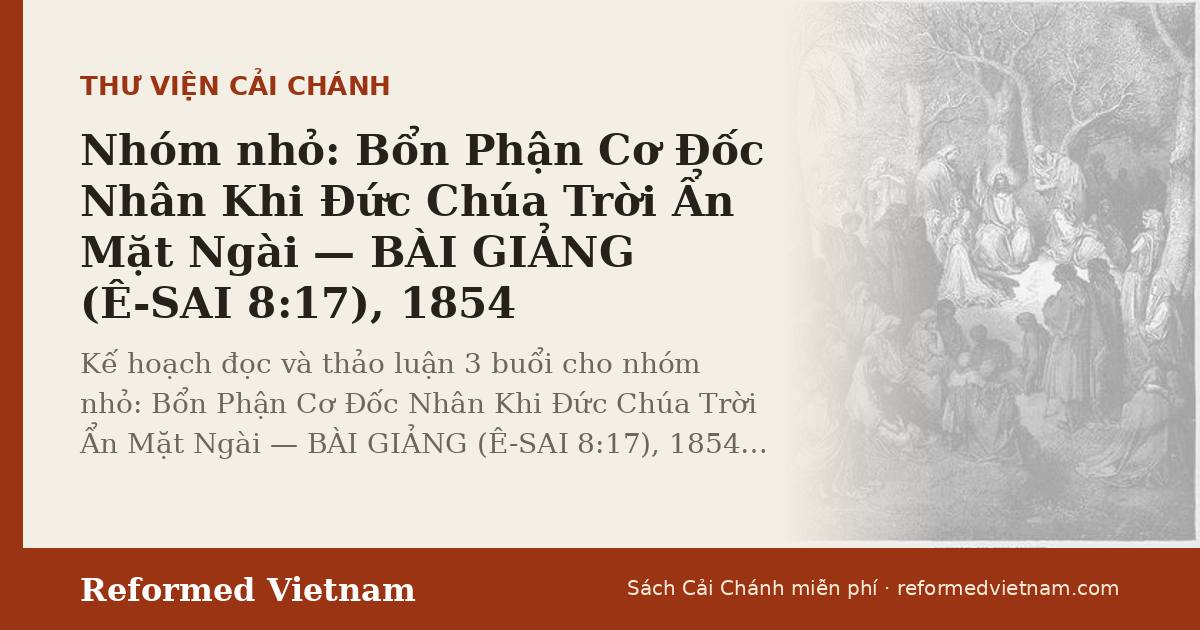 THƯ VIỆN CẢI CHÁNH
Nhóm nhỏ: Bổn Phận Cơ Đốc
Nhân Khi Đức Chúa Trời Ẩn
Mặt Ngài — BÀI GIẢNG
(Ê-SAI 8:17), 1854
Kế hoạch đọc và thảo luận 3 buổi cho nhóm
nhỏ: Bổn Phận Cơ Đốc Nhân Khi Đức Chúa Trời
Ẩn Mặt Ngài — BÀI GIẢNG (Ê-SAI 8:17), 1854...
Reformed Vietnam
Sách Cải Chánh miễn phí · reformedvietnam.com